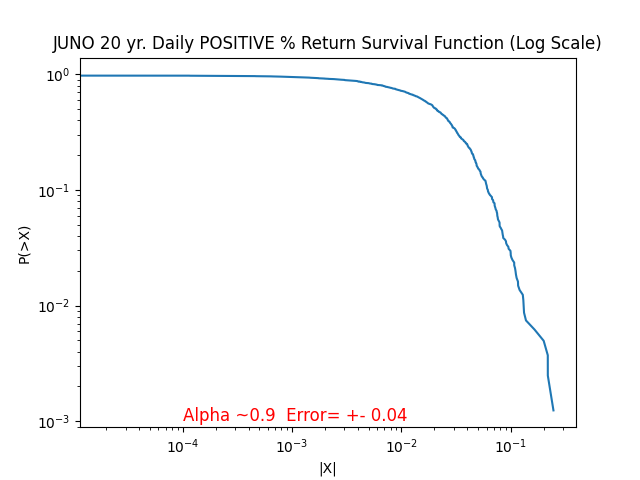 JUNO 20 yr. Daily POSITIVE % Return Survival Function (Log Scale)
10⁰
10⁻¹
10⁻²
10⁻³
P(>X)
Alpha ~0.9  Error= +- 0.04
10⁻⁴
10⁻³
10⁻²
10⁻¹
|X|